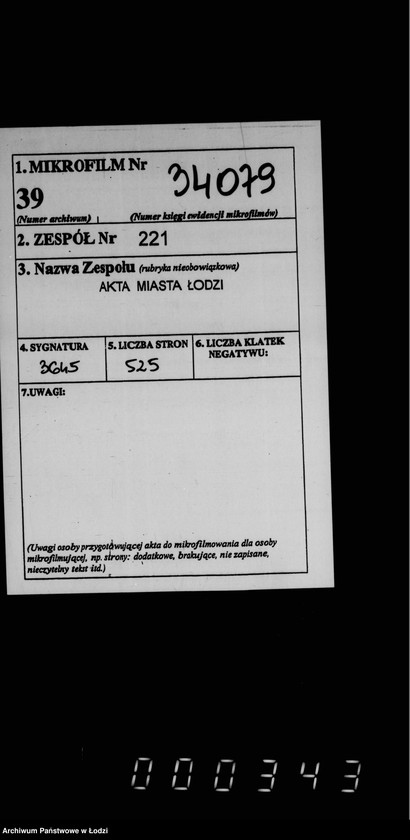 1. MIKROFILM Nr 34079
39
(Numer archiwum) (Numer księgi ewidencji mikrofilmów)
2. ZESPÓŁ Nr 221
3. Nazwa Zespołu (rubryka nieobowiązkowa)
AKTA MIASTA ŁODZI
4. SYGNATURA 5. LICZBA STRON 6. LICZBA KLATEK
NEGATYWU:
3645 525
7.UWAGI:
(Uwagi osoby przygotowującej akta do mikrofilmowania dla osoby
mikrofilmującej, np. strony: dodatkowe, brakujące, nie zapisane,
nieczytelny tekst itd.)
000343
Archiwum Państwowe w Łodzi